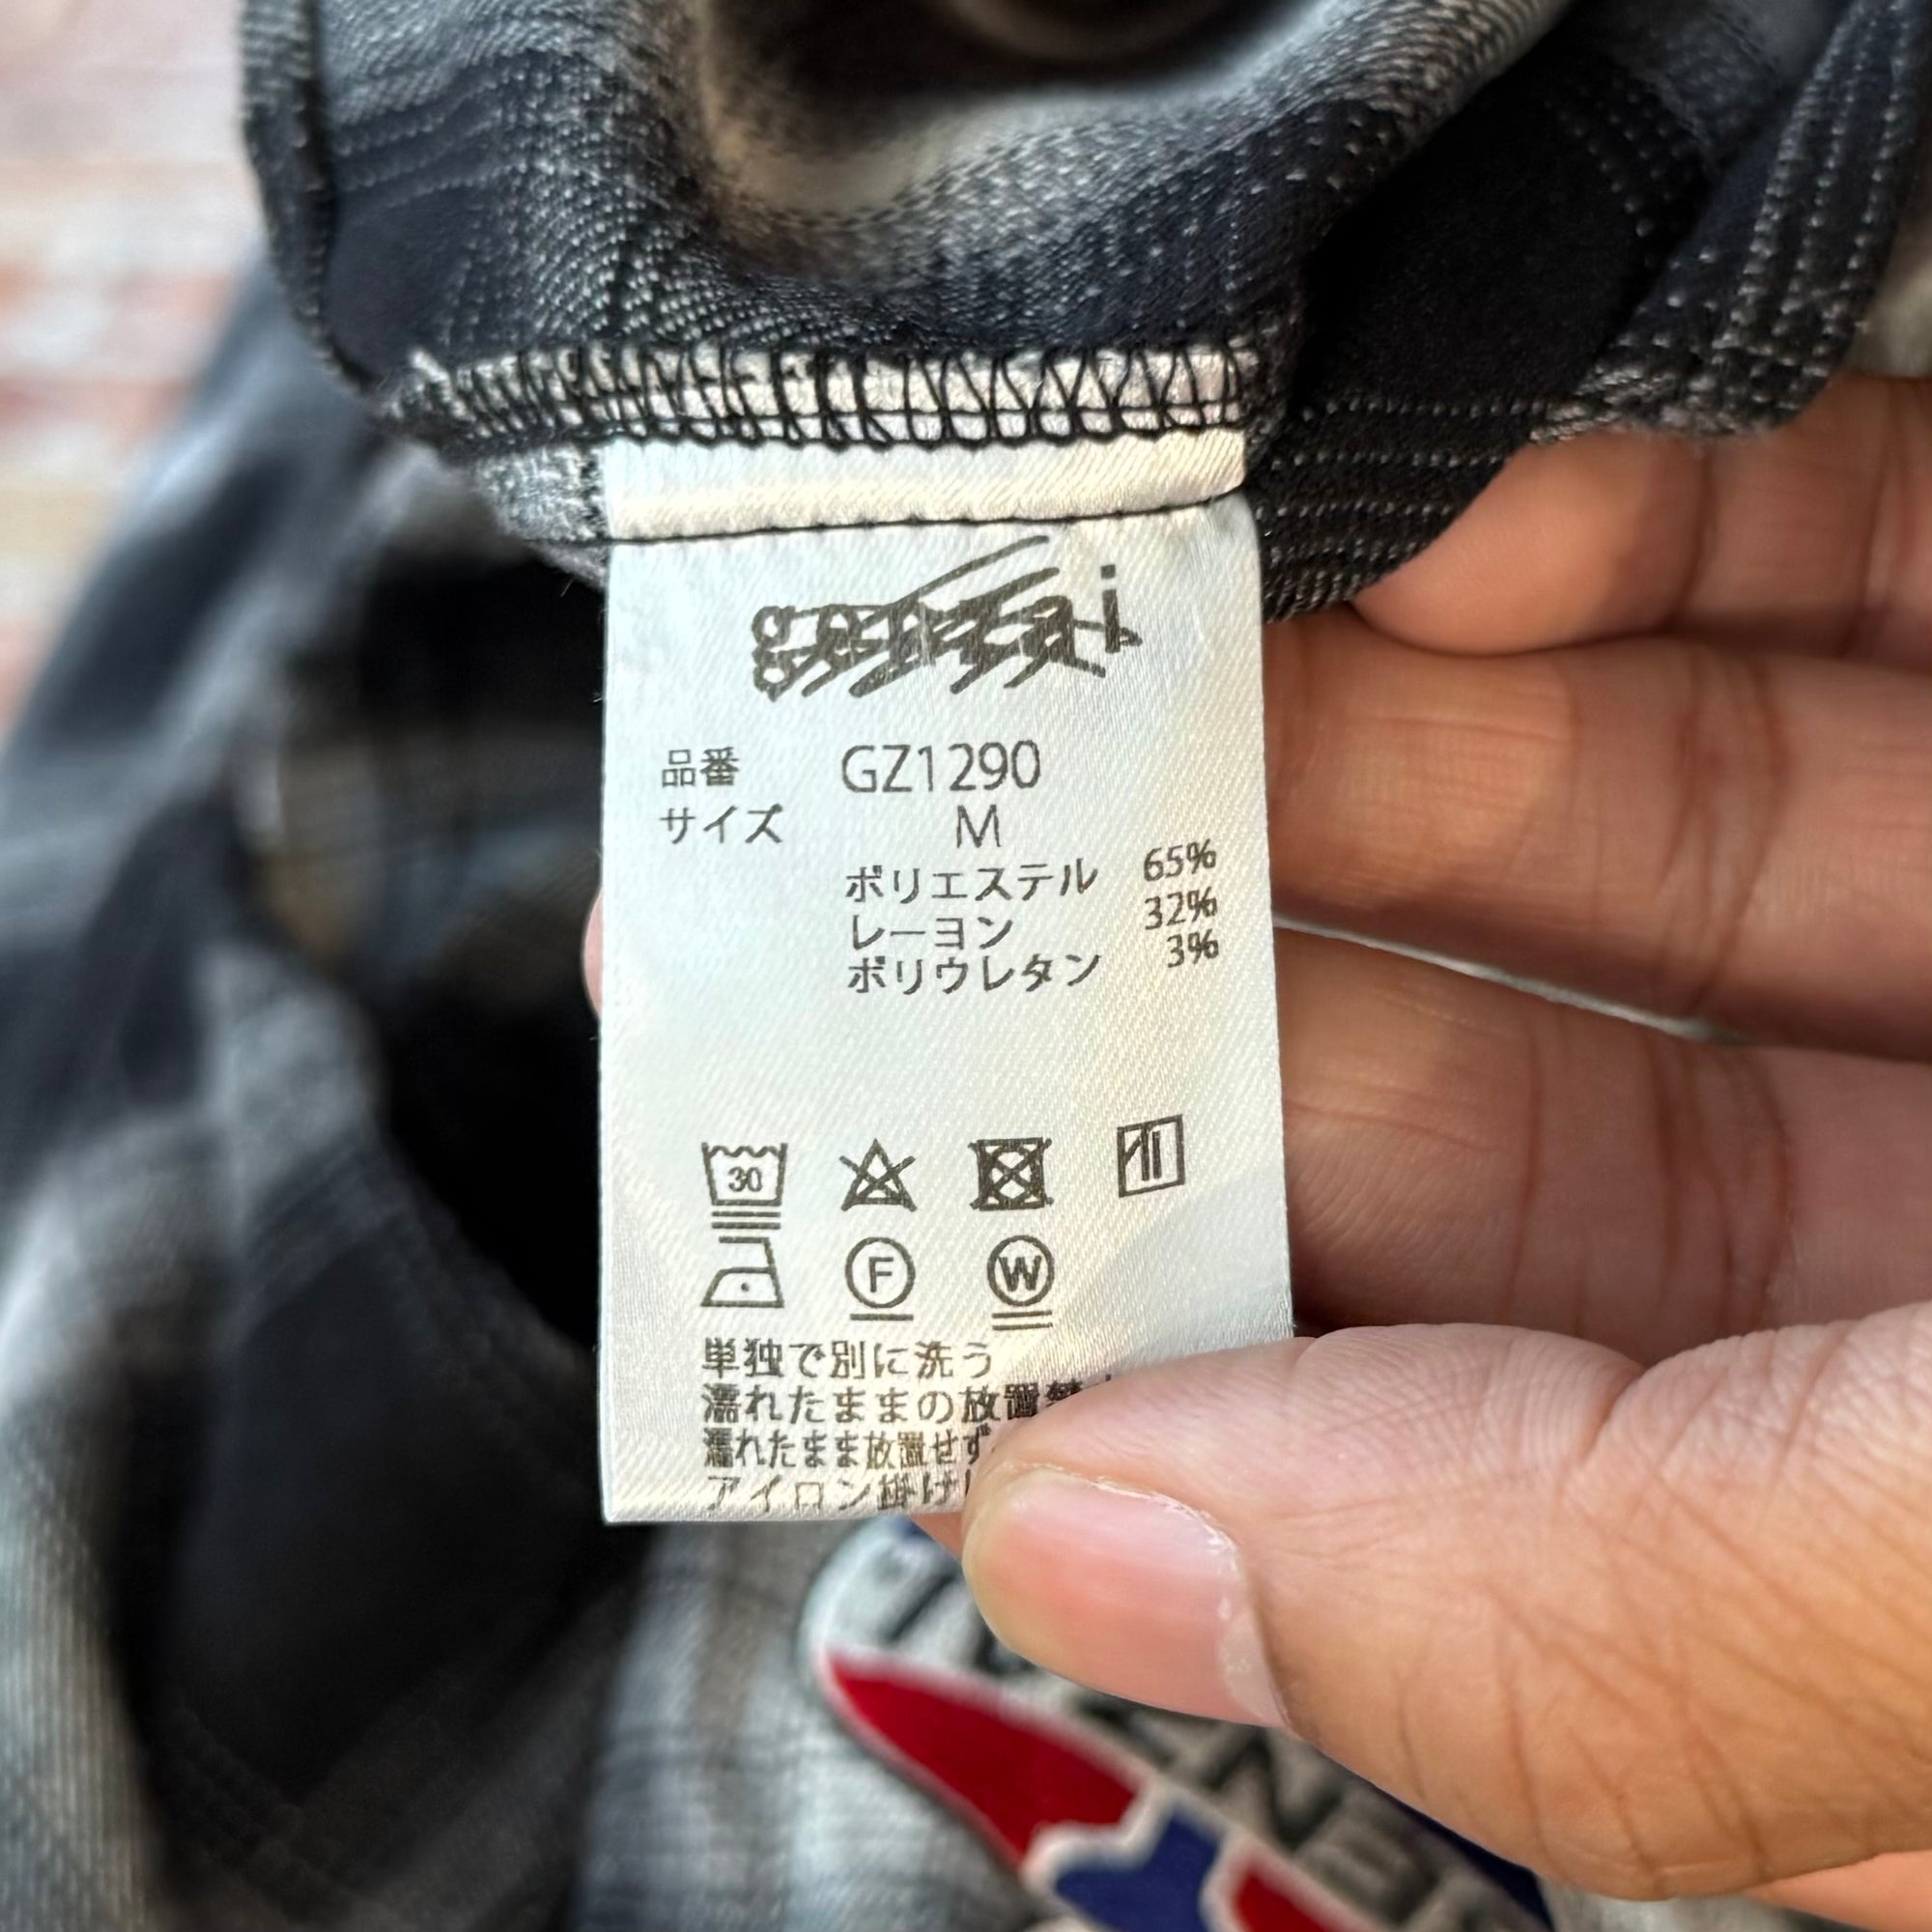 品番 GZ1290
サイズ M
ポリエステル 65%
レーヨン 32%
ポリウレタン 3%
30
F W
単独で別に洗う
濡れたままの放置
濡れたまま放置せず
アイロン掛け